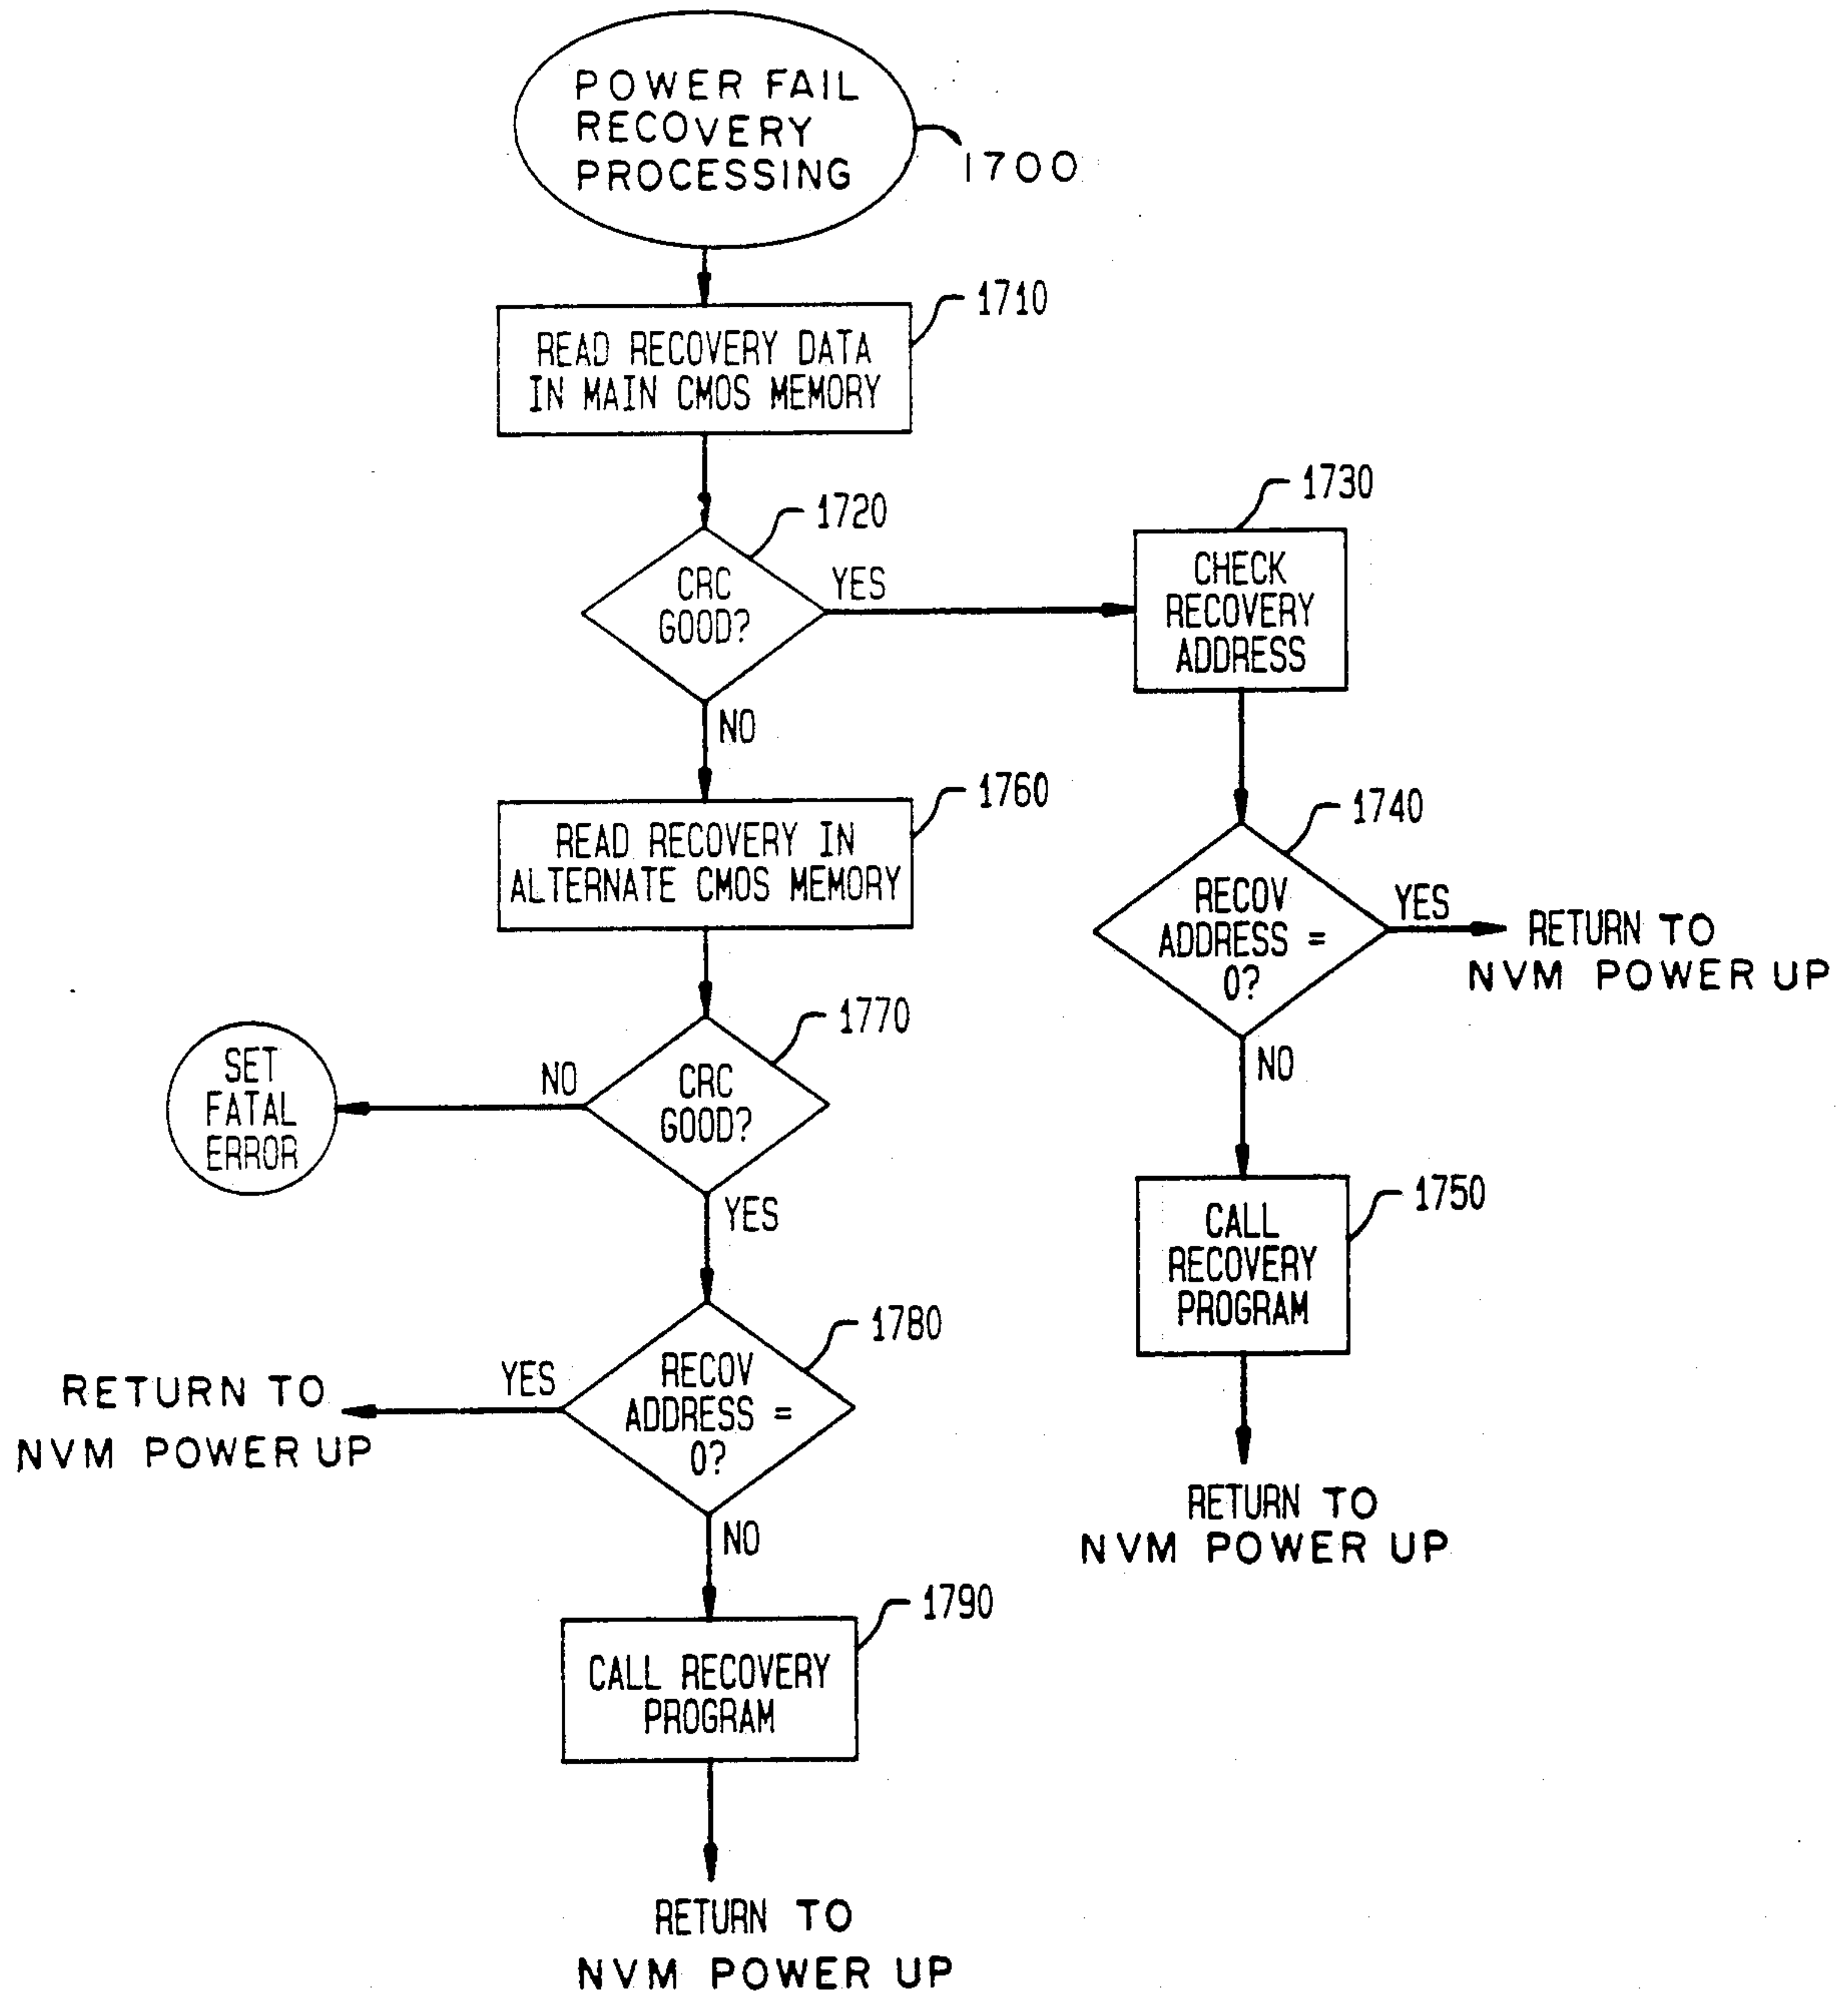 POWER FAIL
RECOVERY
PROCESSING
1700
1710
READ RECOVERY DATA
IN MAIN CMOS MEMORY
1720
CRC
GOOD?
YES
NO
1730
CHECK
RECOVERY
ADDRESS
1740
RECOV
ADDRESS =
0?
YES
RETURN TO
NVM POWER UP
NO
1750
CALL
RECOVERY
PROGRAM
RETURN TO
NVM POWER UP
1760
READ RECOVERY IN
ALTERNATE CMOS MEMORY
1770
CRC
GOOD?
NO
SET
FATAL
ERROR
YES
1780
RECOV
ADDRESS =
0?
YES
RETURN TO
NVM POWER UP
NO
1790
CALL RECOVERY
PROGRAM
RETURN TO
NVM POWER UP